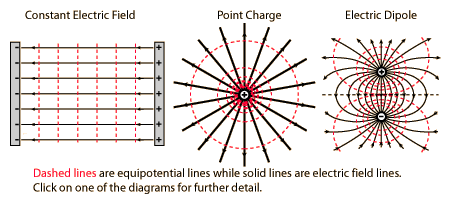 Constant Electric Field
Point Charge
Electric Dipole
- + + +
- +
- +
- +
- +
- + -
- +
Dashed lines are equipotential lines while solid lines are electric field lines.
Click on one of the diagrams for further detail.